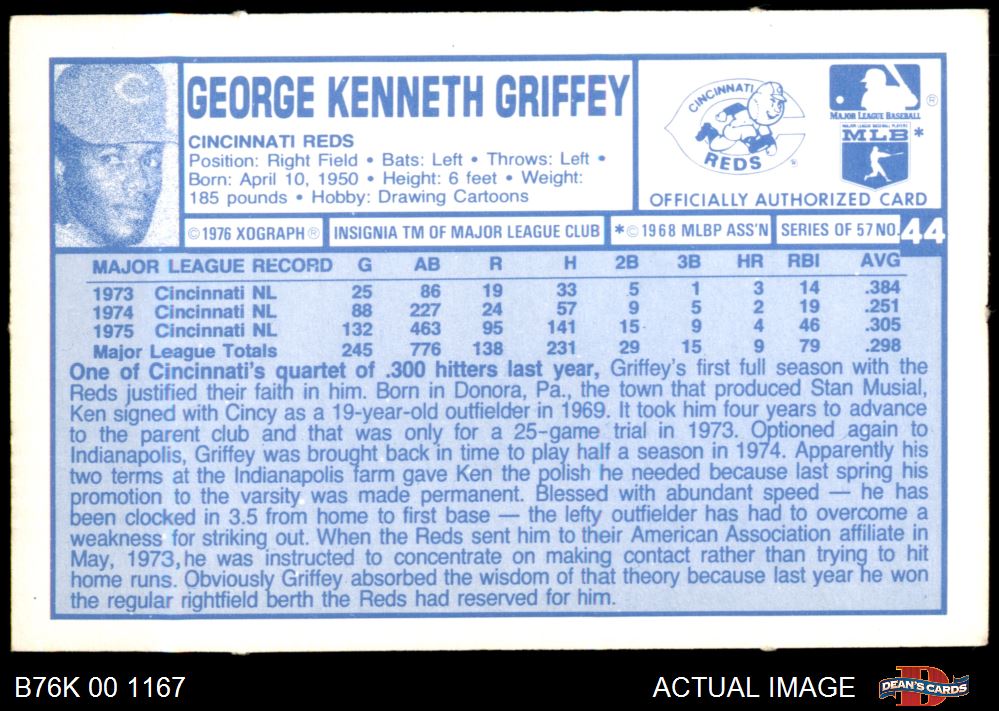 GEORGE KENNETH GRIFFEY
CINCINNATI REDS
Position: Right Field • Bats: Left • Throws: Left •
Born: April 10, 1950 • Height: 6 feet • Weight:
185 pounds • Hobby: Drawing Cartoons
CINCINNATI
REDS
®
MAJOR LEAGUE BASEBALL
MAJOR LEAGUE BASEBALL PLAYERS
MLB *
OFFICIALLY AUTHORIZED CARD
© 1976 XOGRAPH ® INSIGNIA TM OF MAJOR LEAGUE CLUB *© 1968 MLBP ASS'N SERIES OF 57 NO. 44
MAJOR LEAGUE RECORD G AB R H 2B 3B HR RBI AVG
1973 Cincinnati NL 25 86 19 33 5 1 3 14 .384
1974 Cincinnati NL 88 227 24 57 9 5 2 19 .251
1975 Cincinnati NL 132 463 95 141 15 9 4 46 .305
Major League Totals 245 776 138 231 29 15 9 79 .298
One of Cincinnati's quartet of .300 hitters last year, Griffey's first full season with the
Reds justified their faith in him. Born in Donora, Pa., the town that produced Stan Musial,
Ken signed with Cincy as a 19-year-old outfielder in 1969. It took him four years to advance
to the parent club and that was only for a 25-game trial in 1973. Optioned again to
Indianapolis, Griffey was brought back in time to play half a season in 1974. Apparently his
two terms at the Indianapolis farm gave Ken the polish he needed because last spring his
promotion to the varsity was made permanent. Blessed with abundant speed — he has
been clocked in 3.5 from home to first base — the lefty outfielder has had to overcome a
weakness for striking out. When the Reds sent him to their American Association affiliate in
May, 1973, he was instructed to concentrate on making contact rather than trying to hit
home runs. Obviously Griffey absorbed the wisdom of that theory because last year he won
the regular rightfield berth the Reds had reserved for him.
B76K 00 1167
ACTUAL IMAGE
DEAN'S CARDS